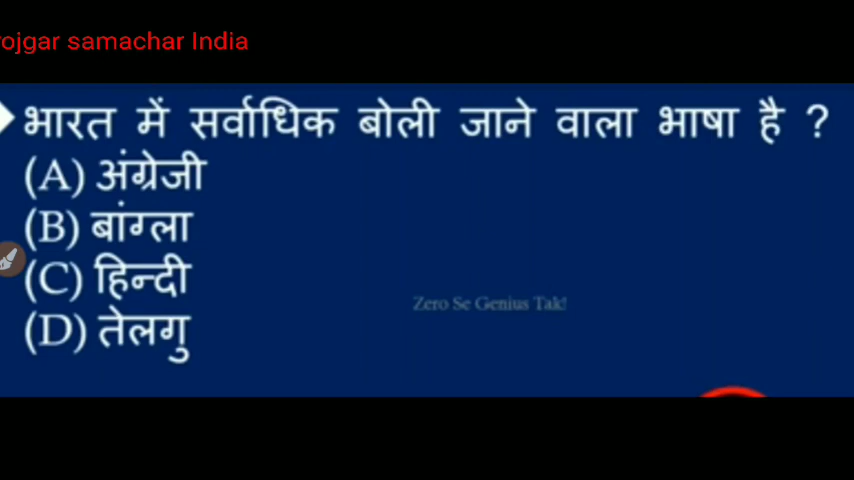 ojgar samachar India
भारत में सर्वाधिक बोली जाने वाला भाषा है ?
(A) अंग्रेजी
(B) बांग्ला
(C) हिन्दी
Zero Se Genius Tak!
(D) तेलगु